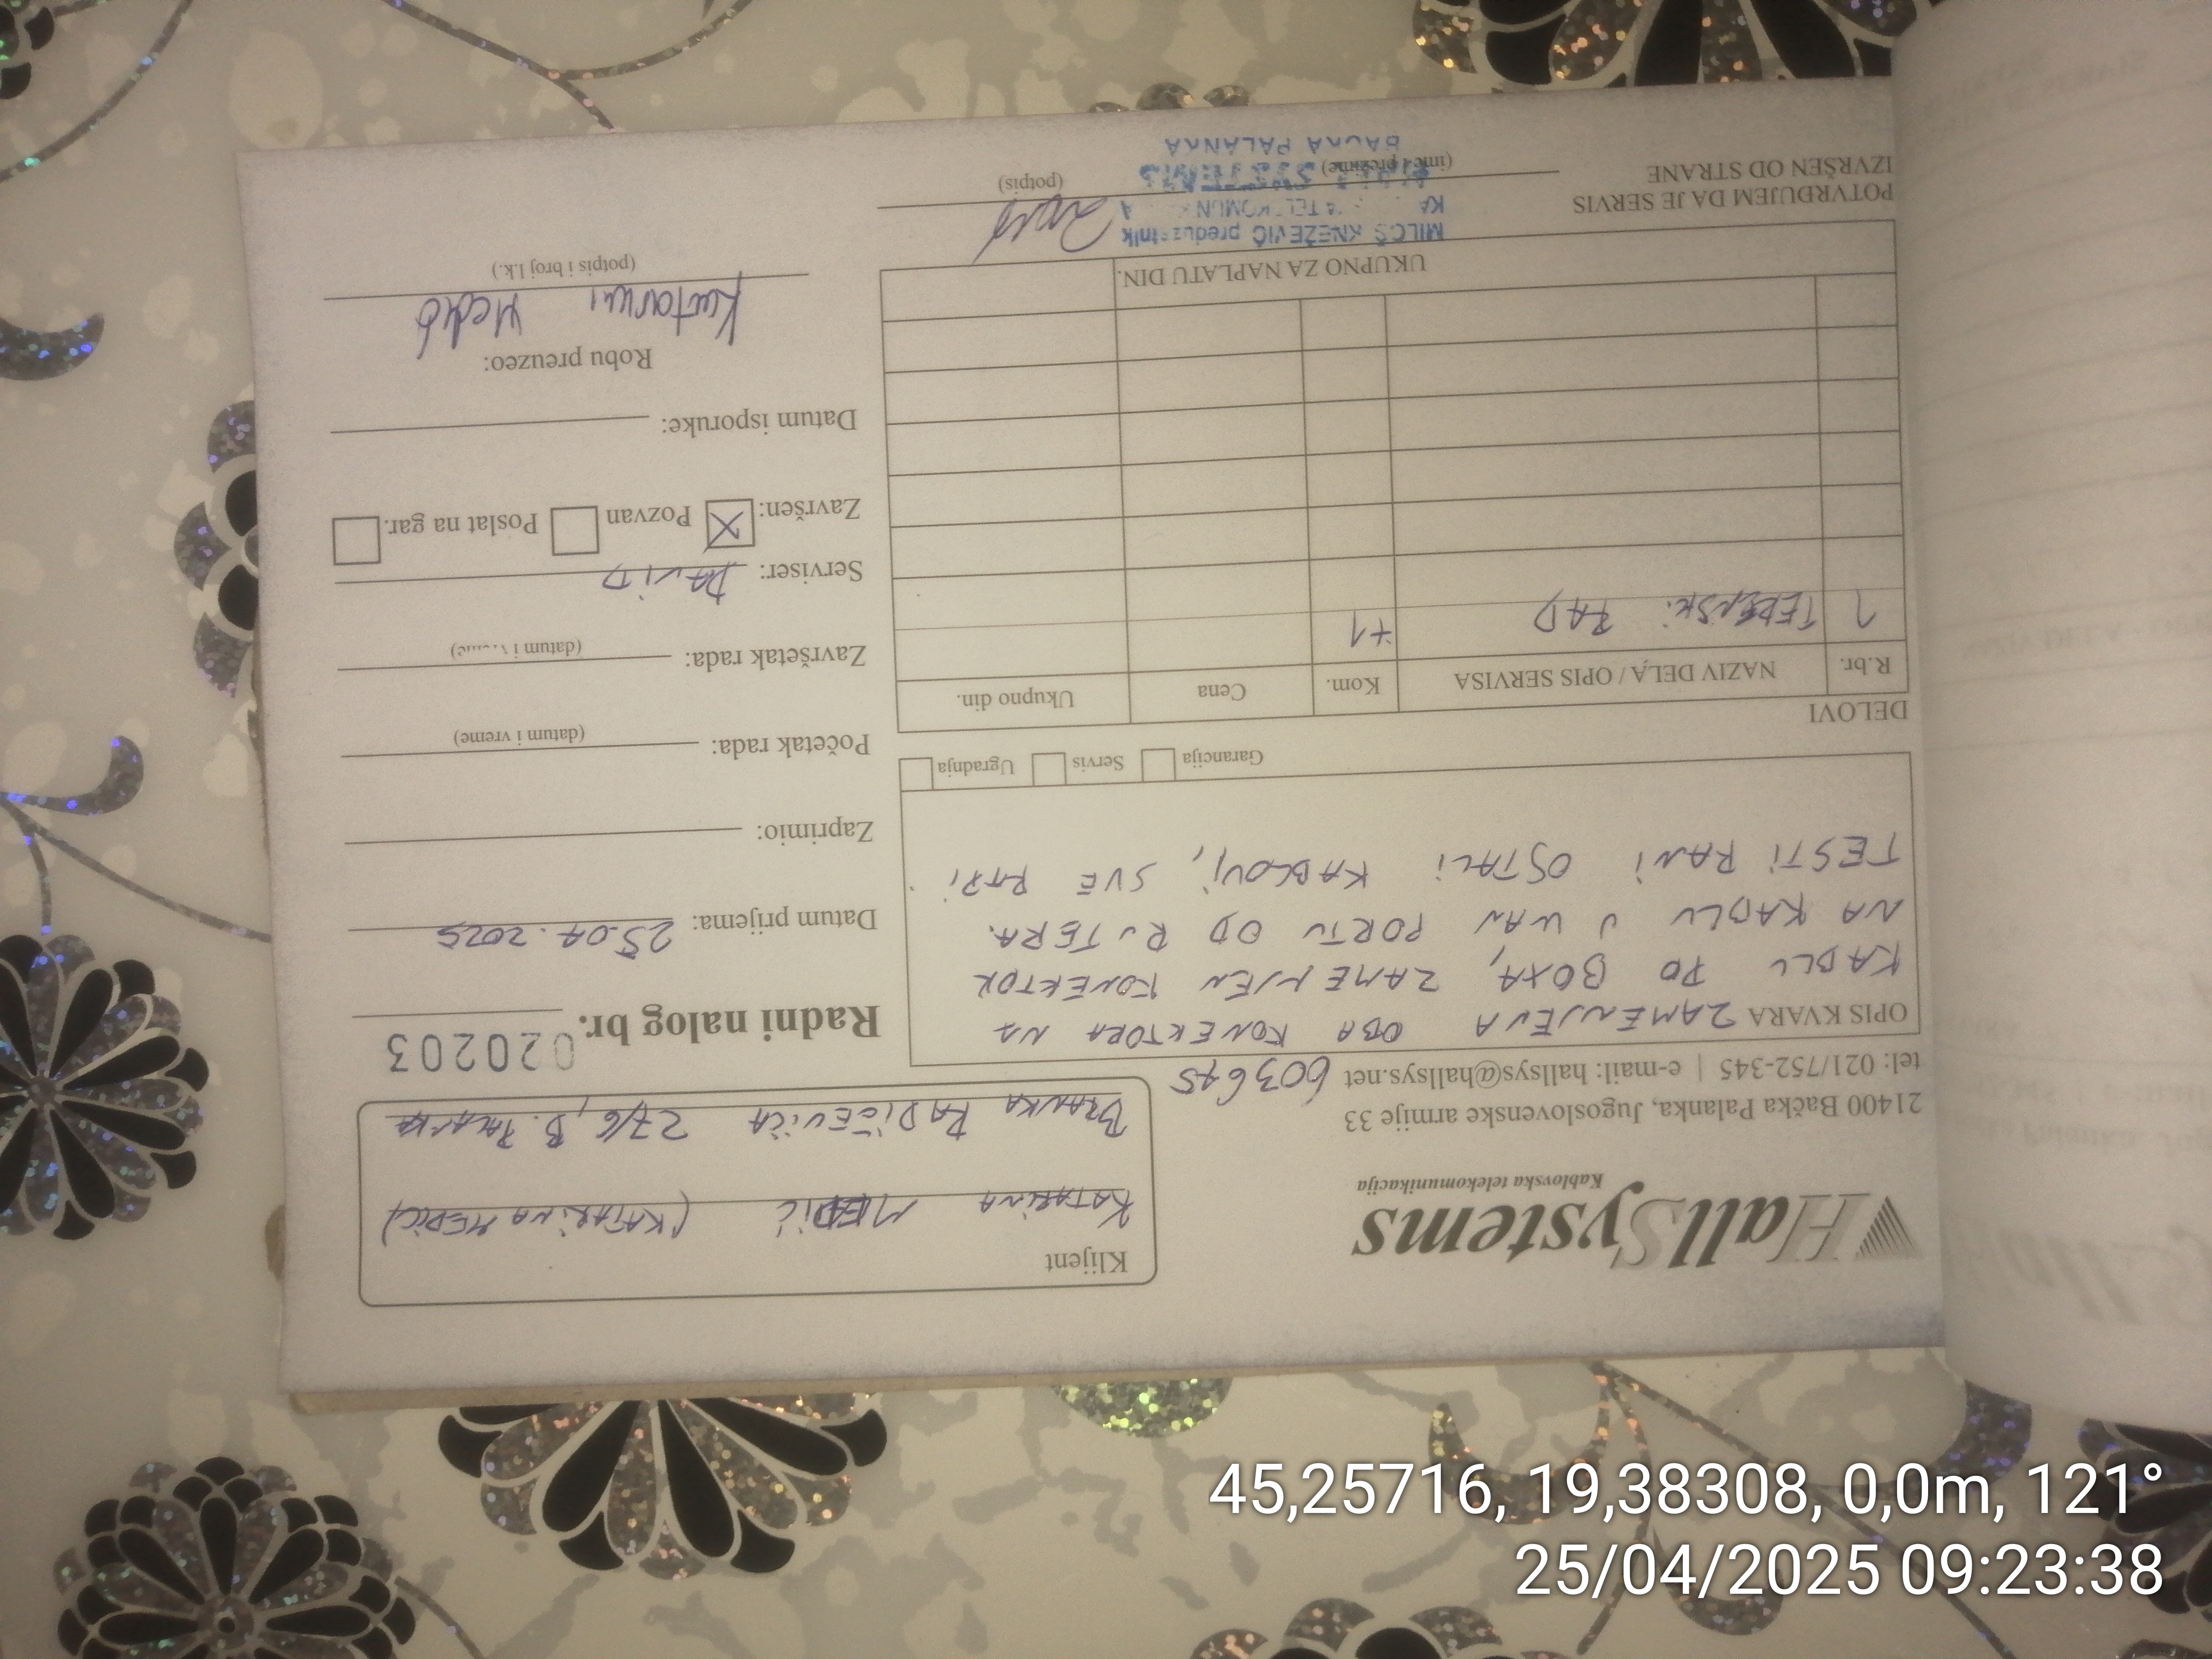 HallSystems
Kablovska telekomunikacija
21400 Bačka Palanka, Jugoslovenske armije 33
tel: 021/752-345 | e-mail: hallsys@hallsys.net
603675
Klijent
KATARINA MEDIĆ (KATARINA MEDIĆ)
BRANKA RADIČEVIĆA 27/6, B. PALANKA
Radni nalog br. 020203
OPIS KVARA ZAMENJENA OBA KONEKTORA NA
KABLU DO BOXA, ZAMENJEN KONEKTOR
NA KABLU U WAN PORTU OD RUTERA.
TESTIRANI OSTALI KABLOVI, SVE RADI
Garancija Servis Ugradnja
Datum prijema: 25.04.2025
Zaprimio:
Početak rada:
(datum i vreme)
Završetak rada:
(datum i vreme)
Serviser: DAVID
Završen: X Pozvan Poslat na gar.
Datum isporuke:
Robu preuzeo:
Katarina Medić
(potpis i broj l.k.)
DELOVI
R.br. NAZIV DELA / OPIS SERVISA Kom. Cena Ukupno din.
1 TERENSKI RAD +1
UKUPNO ZA NAPLATU DIN.
POTVRĐUJEM DA JE SERVIS
IZVRŠEN OD STRANE
(ime i prezime)
(potpis)
MILOŠ KNEŽEVIĆ preduzetnik
BAČKA PALANKA
45,25716, 19,38308, 0,0m, 121°
25/04/2025 09:23:38